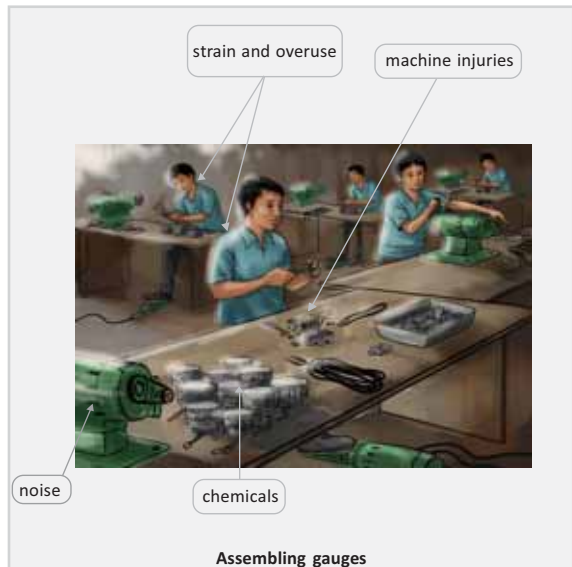 strain and overuse
machine injuries
noise
chemicals
Assembling gauges